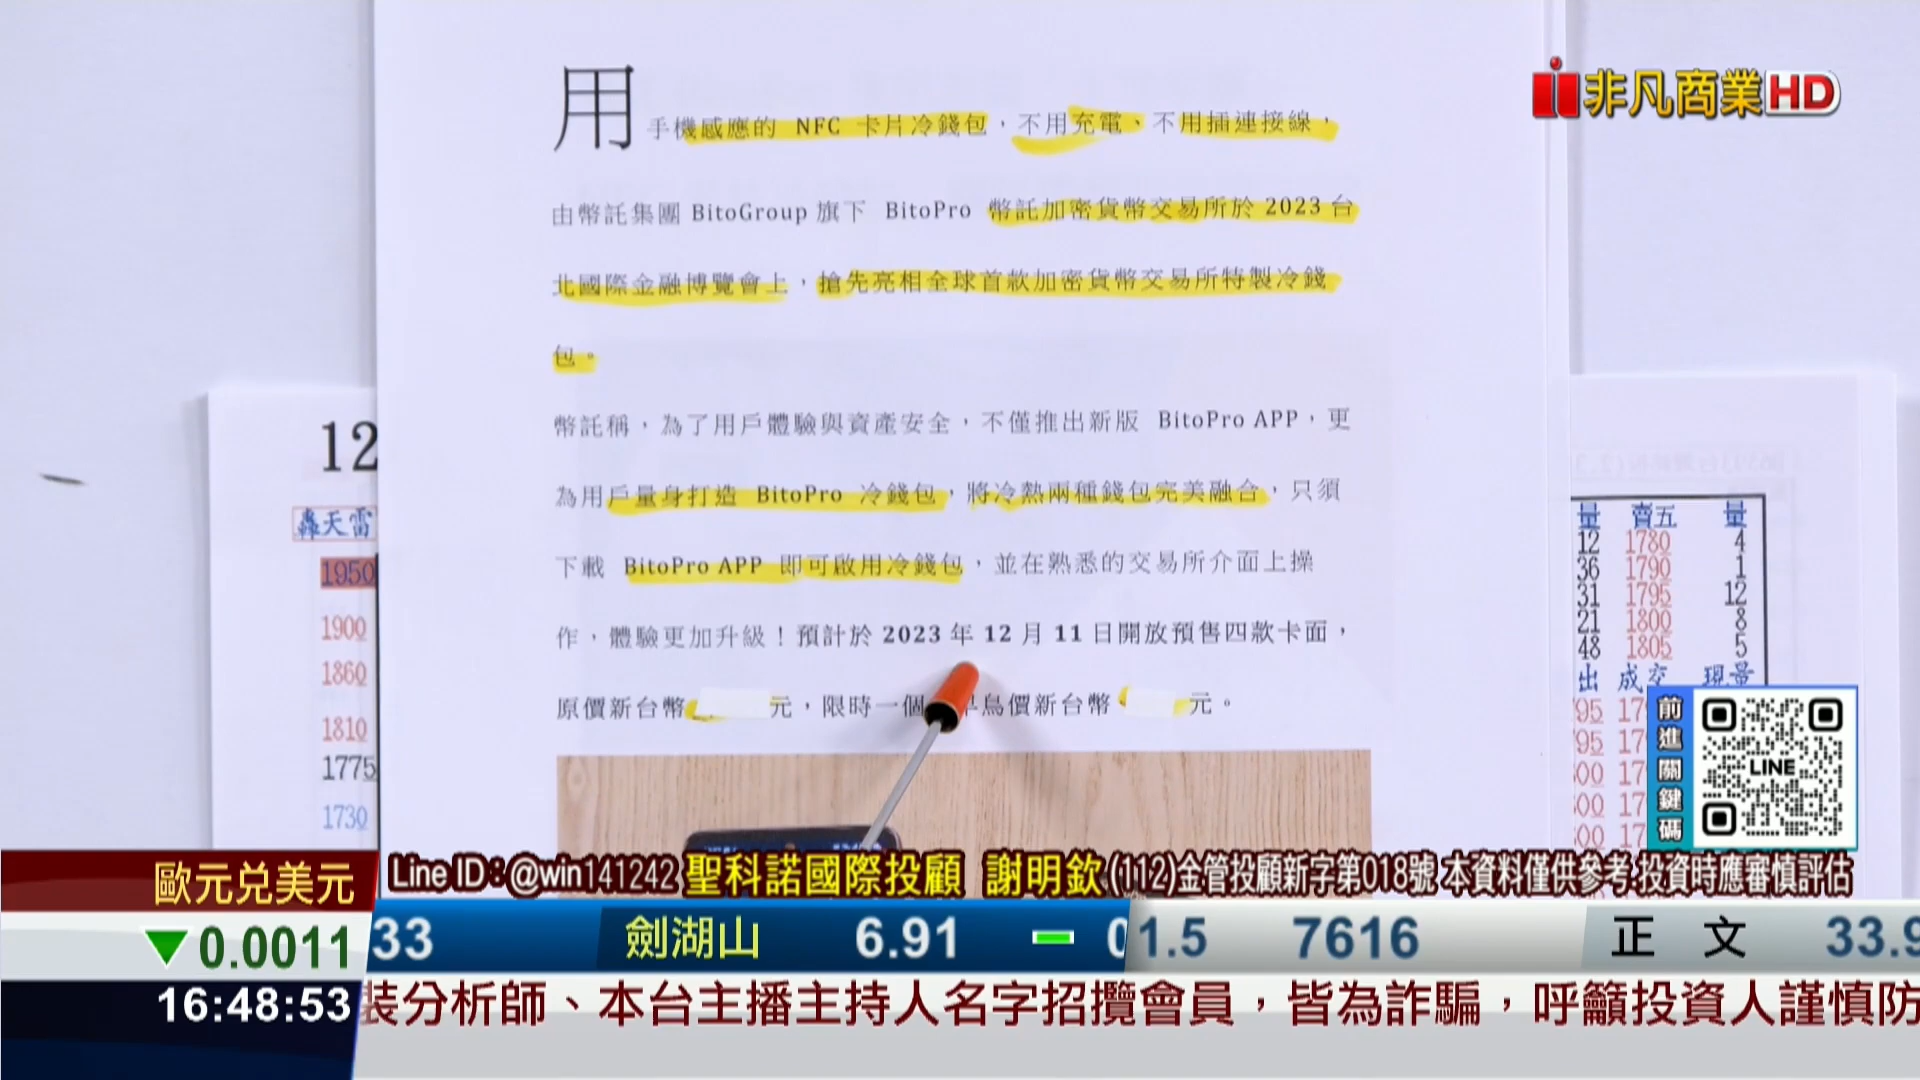 非凡商業HD
用手機感應的 NFC 卡片冷錢包，不用充電、不用插連接線，
由幣託集團 BitoGroup 旗下 BitoPro 幣託加密貨幣交易所於 2023 台
北國際金融博覽會上，搶先亮相全球首款加密貨幣交易所特製冷錢
包。
幣託稱，為了用戶體驗與資產安全，不僅推出新版 BitoPro APP，更
為用戶量身打造 BitoPro 冷錢包，將冷熱兩種錢包完美融合，只須
下載 BitoPro APP 即可啟用冷錢包，並在熟悉的交易所介面上操
作，體驗更加升級！預計於 2023 年 12 月 11 日開放預售四款卡面，
原價新台幣 元，限時一個 早鳥價新台幣 元。
12
轟天雷
1950
1900
1860
1810
1775
1730
量 賣五 量
12 1780 4
36 1790 1
31 1795 12
21 1800 8
48 1805 5
出 成交 現量
前進關鍵碼
LINE
Line ID：@win141242 聖科諾國際投顧 謝明欽 (112)金管投顧新字第018號 本資料僅供參考 投資時應審慎評估
歐元兌美元
▼0.0011
33 劍湖山 6.91 0 1.5 7616 正文 33.9
16:48:53
裝分析師、本台主播主持人名字招攬會員，皆為詐騙，呼籲投資人謹慎防